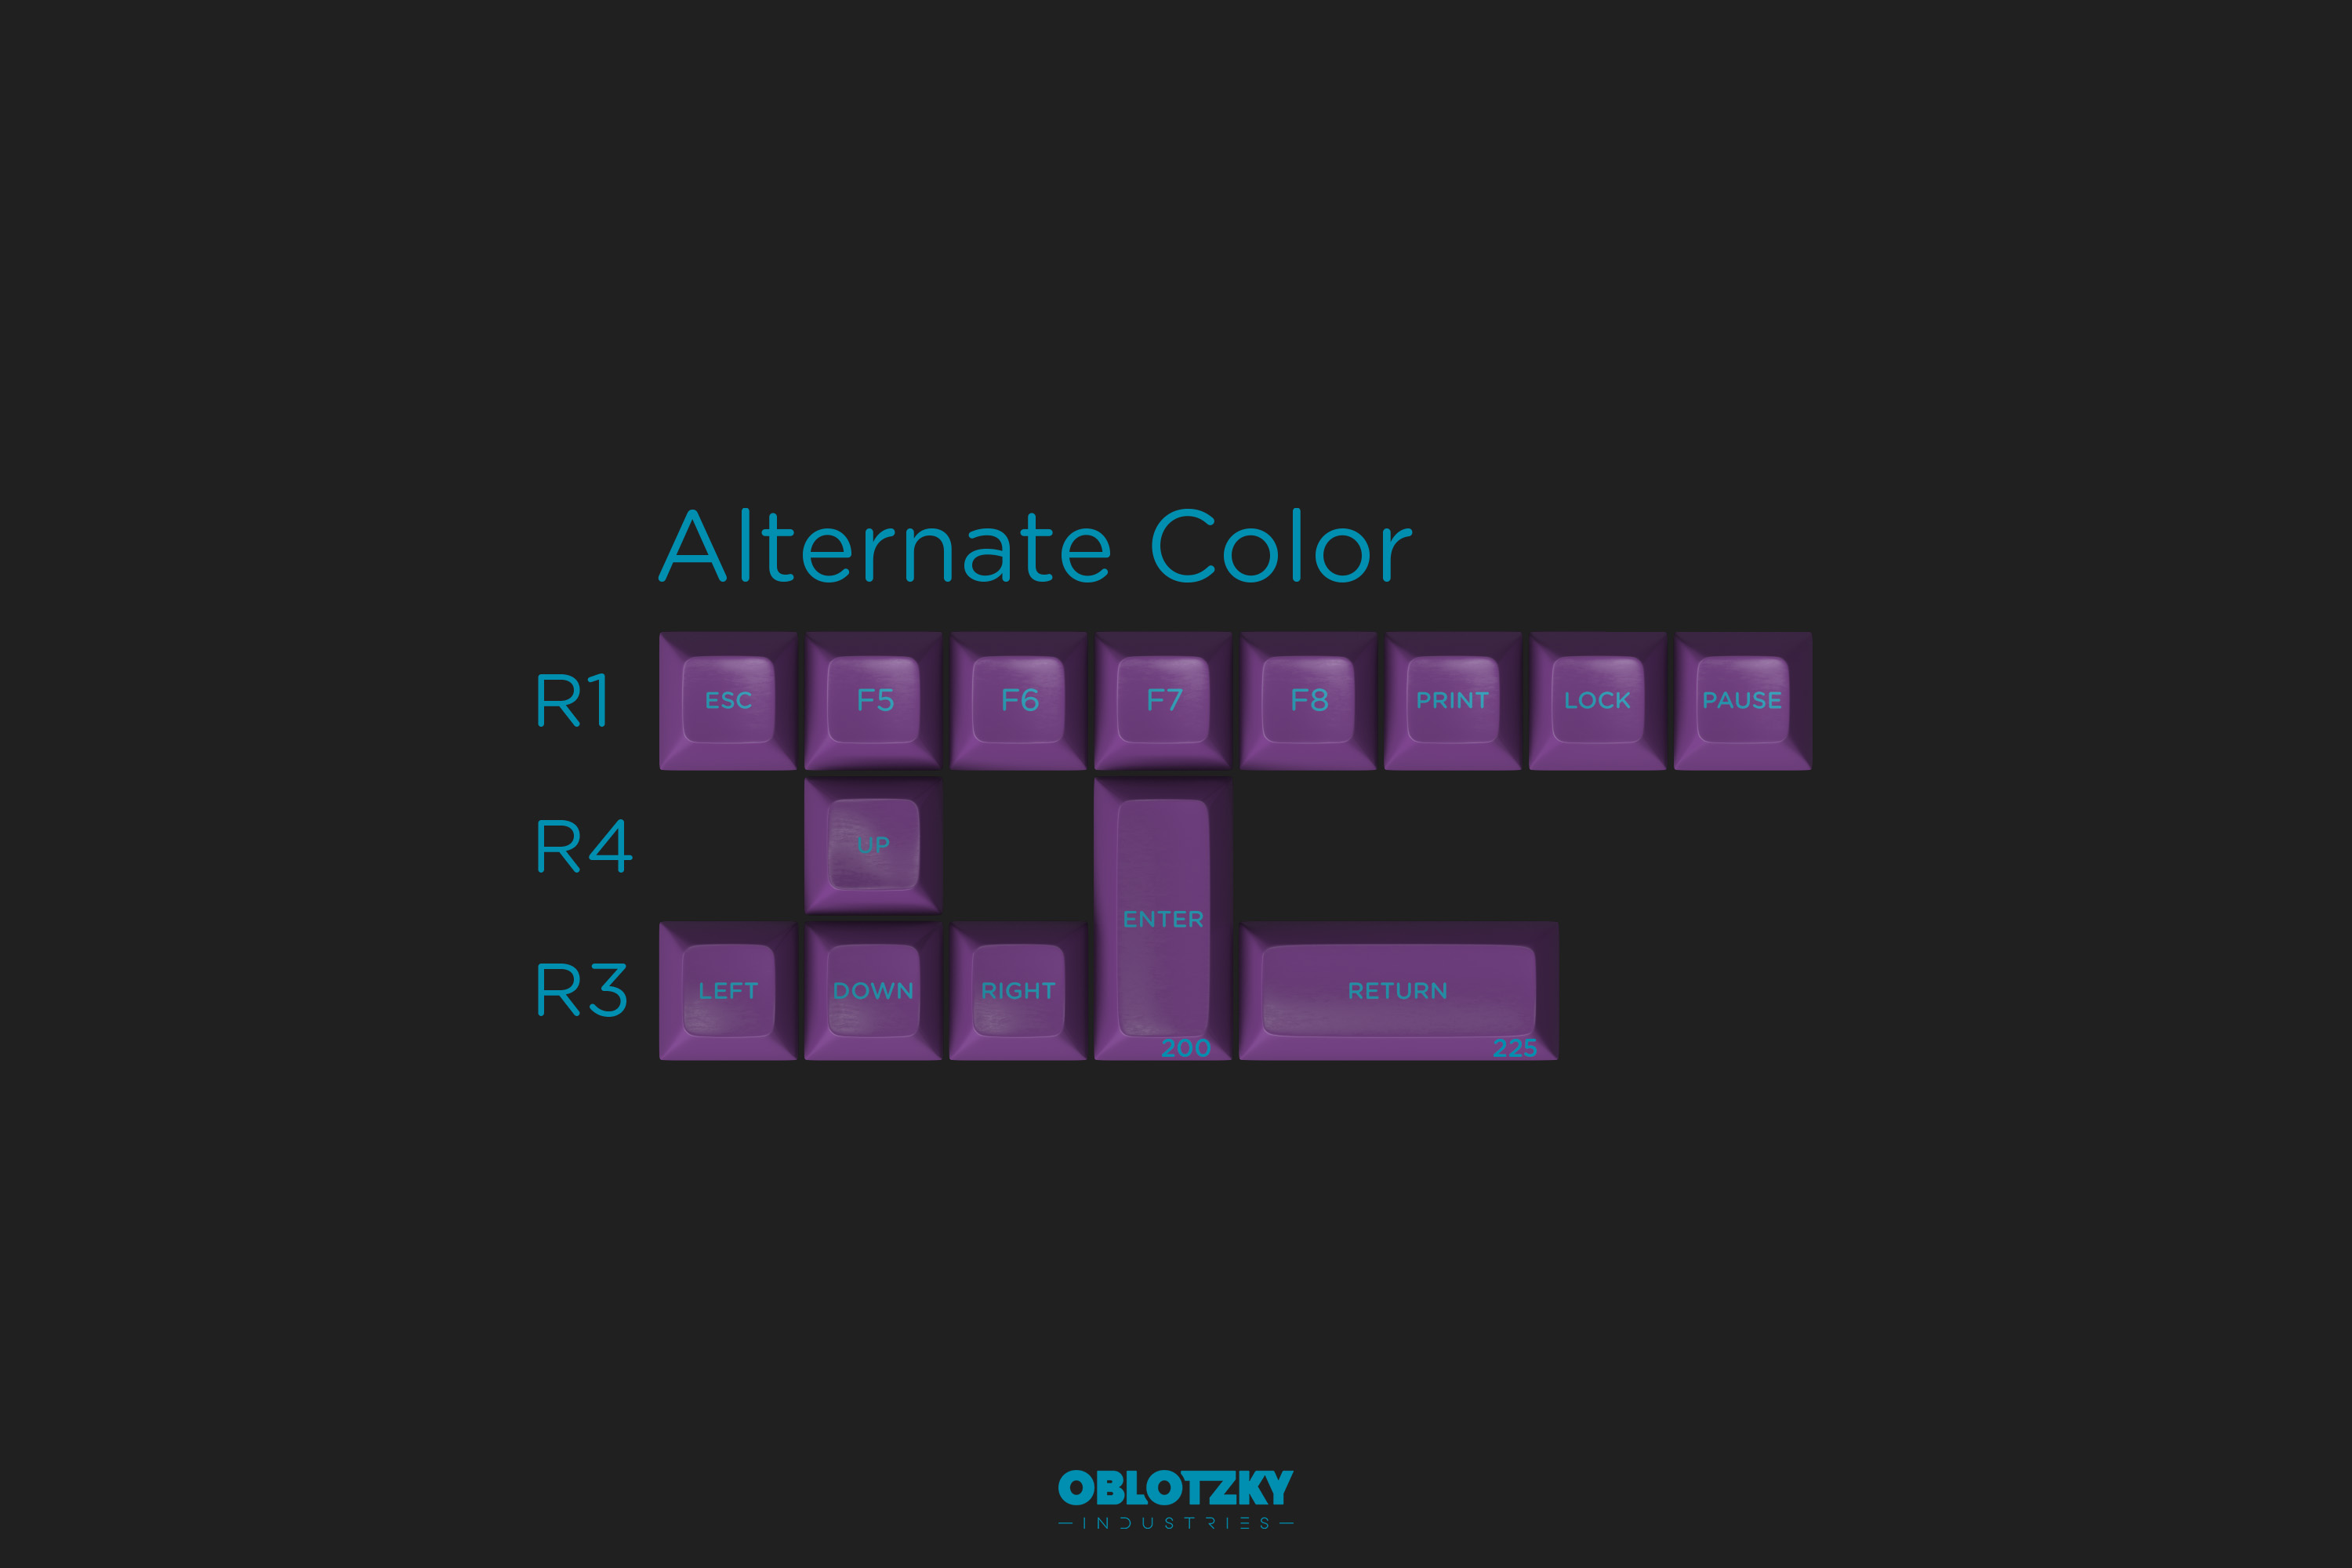 Alternate Color
R1 ESC F5 F6 F7 F8 PRINT LOCK PAUSE
R4 UP
ENTER
R3 LEFT DOWN RIGHT RETURN
200 225
OBLOTZKY
INDUSTRIES